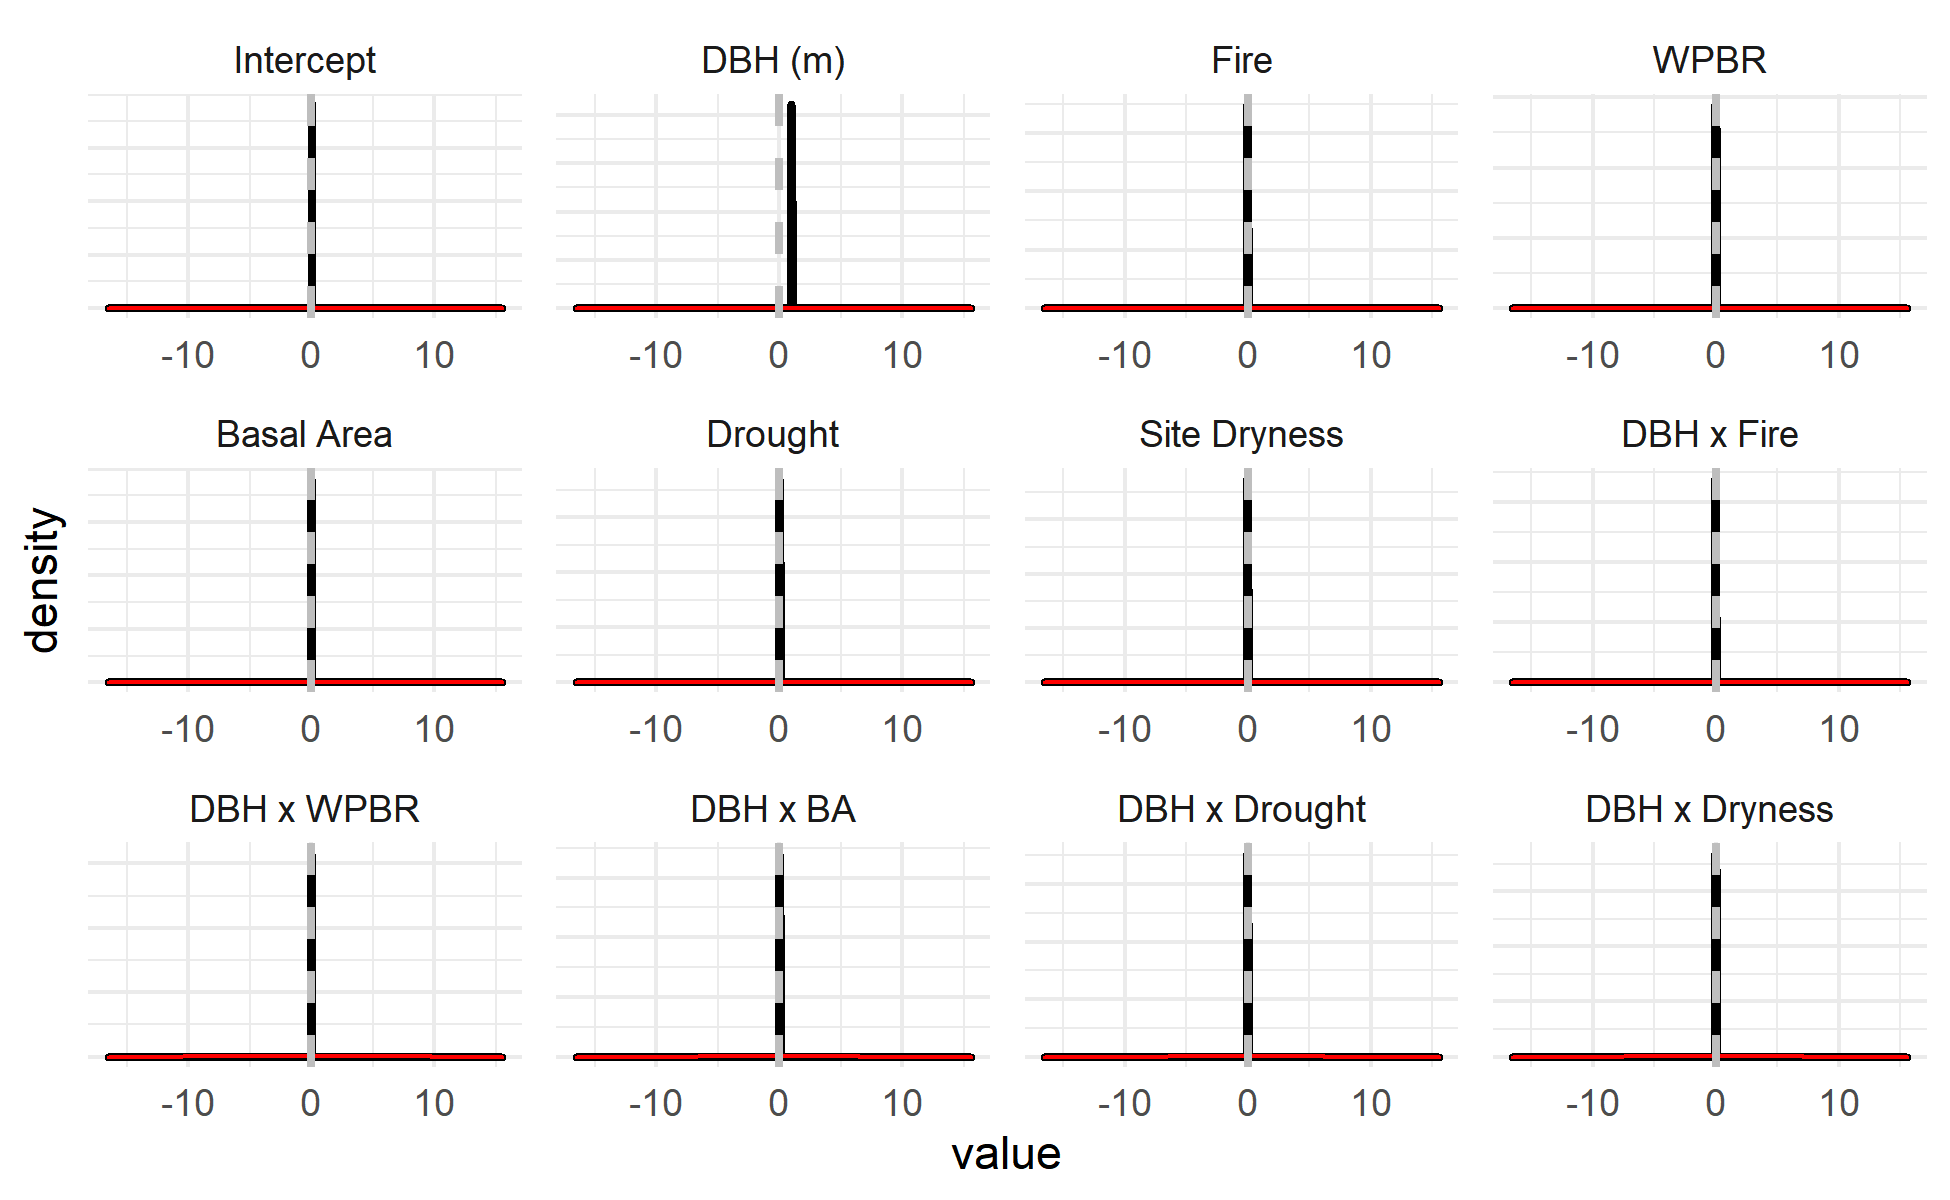 Intercept DBH (m) Fire WPBR
-10 0 10 -10 0 10 -10 0 10 -10 0 10
Basal Area Drought Site Dryness DBH x Fire
density
-10 0 10 -10 0 10 -10 0 10 -10 0 10
DBH x WPBR DBH x BA DBH x Drought DBH x Dryness
-10 0 10 -10 0 10 -10 0 10 -10 0 10
value